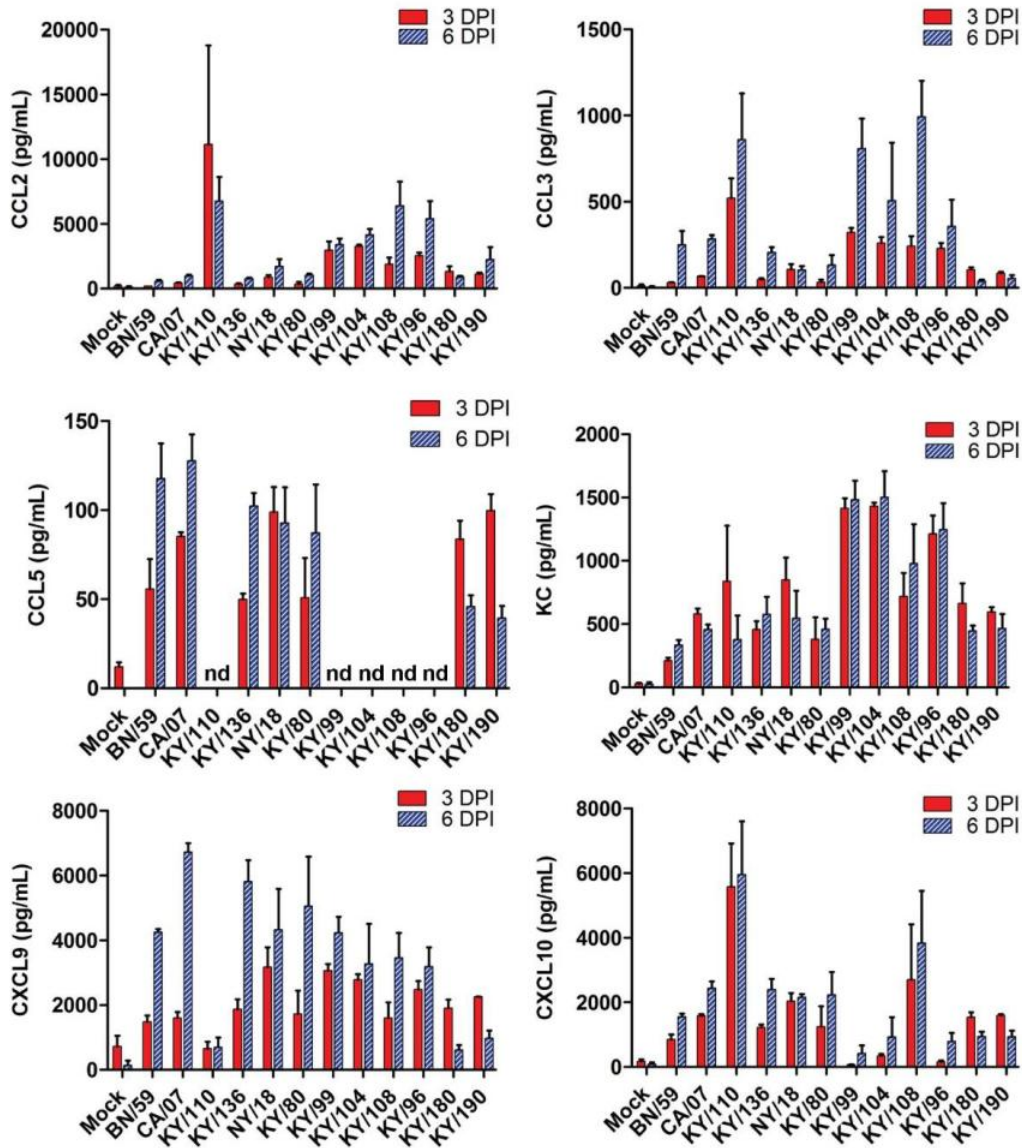 3 DPI
6 DPI
CCL2 (pg/mL)
20000
15000
10000
5000
0
Mock
BN/59
CA/07
KY/110
KY/136
NY/18
KY/80
KY/99
KY/104
KY/108
KY/96
KY/180
KY/190
3 DPI
6 DPI
CCL3 (pg/mL)
1500
1000
500
0
Mock
BN/59
CA/07
KY/110
KY/136
NY/18
KY/80
KY/99
KY/104
KY/108
KY/96
KY/180
KY/190
3 DPI
6 DPI
CCL5 (pg/mL)
150
100
50
0
nd
nd
nd
nd
nd
Mock
BN/59
CA/07
KY/110
KY/136
NY/18
KY/80
KY/99
KY/104
KY/108
KY/96
KY/180
KY/190
3 DPI
6 DPI
KC (pg/mL)
2000
1500
1000
500
0
Mock
BN/59
CA/07
KY/110
KY/136
NY/18
KY/80
KY/99
KY/104
KY/108
KY/96
KY/180
KY/190
3 DPI
6 DPI
CXCL9 (pg/mL)
8000
6000
4000
2000
0
Mock
BN/59
CA/07
KY/110
KY/136
NY/18
KY/80
KY/99
KY/104
KY/108
KY/96
KY/180
KY/190
3 DPI
6 DPI
CXCL10 (pg/mL)
8000
6000
4000
2000
0
Mock
BN/59
CA/07
KY/110
KY/136
NY/18
KY/80
KY/99
KY/104
KY/108
KY/96
KY/180
KY/190